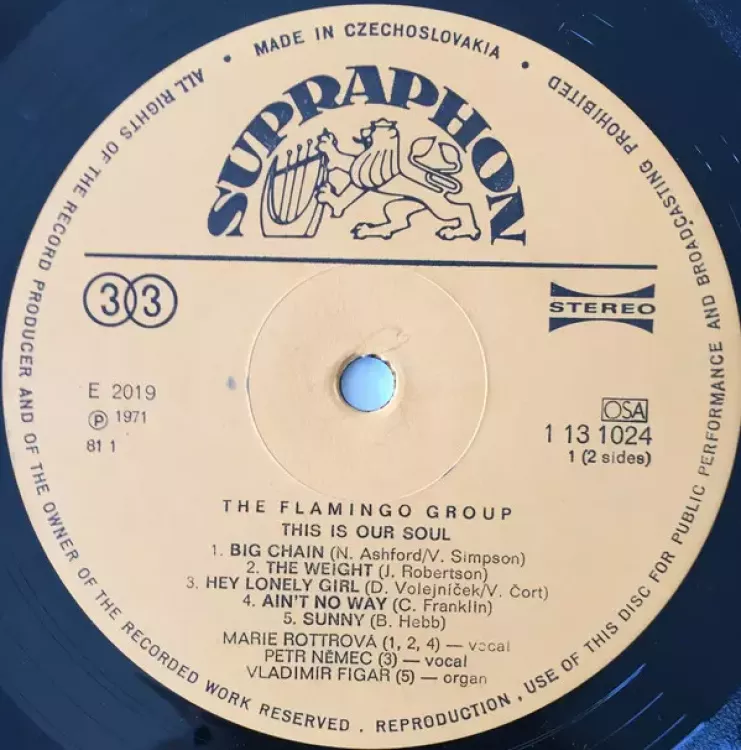 ALL RIGHTS OF THE RECORD PRODUCER AND OF THE OWNER OF THE RECORDED WORK RESERVED . REPRODUCTION, USE OF THIS DISC FOR PUBLIC PERFORMANCE AND BROADCASTING PROHIBITED
• MADE IN CZECHOSLOVAKIA •
SUPRAPHON
33
STEREO
E 2019
℗ 1971
81 1
OSA
1 13 1024
1 (2 sides)
THE FLAMINGO GROUP
THIS IS OUR SOUL
1. BIG CHAIN (N. Ashford/V. Simpson)
2. THE WEIGHT (J. Robertson)
3. HEY LONELY GIRL (D. Volejníček/V. Čort)
4. AIN'T NO WAY (C. Franklin)
5. SUNNY (B. Hebb)
MARIE ROTTROVÁ (1, 2, 4) — vocal
PETR NĚMEC (3) — vocal
VLADIMÍR FIGAR (5) — organ